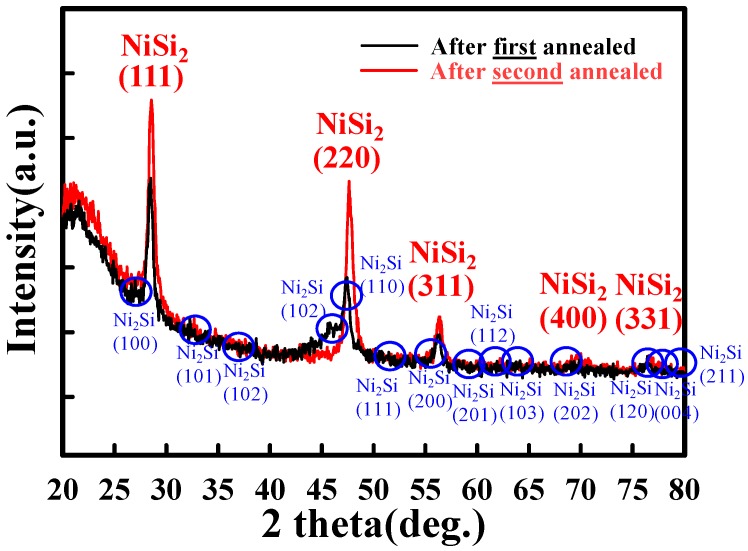 After first annealed
After second annealed
NiSi₂
(111)
NiSi₂
(220)
NiSi₂
(311)
NiSi₂
(400)
NiSi₂
(331)
Ni₂Si
(100)
Ni₂Si
(101)
Ni₂Si
(102)
Ni₂Si
(102)
Ni₂Si
(110)
Ni₂Si
(111)
Ni₂Si
(200)
Ni₂Si
(201)
Ni₂Si
(112)
Ni₂Si
(103)
Ni₂Si
(202)
Ni₂Si
(120)
Ni₂Si
(004)
Ni₂Si
(211)
Intensity(a.u.)
20 25 30 35 40 45 50 55 60 65 70 75 80
2 theta(deg.)